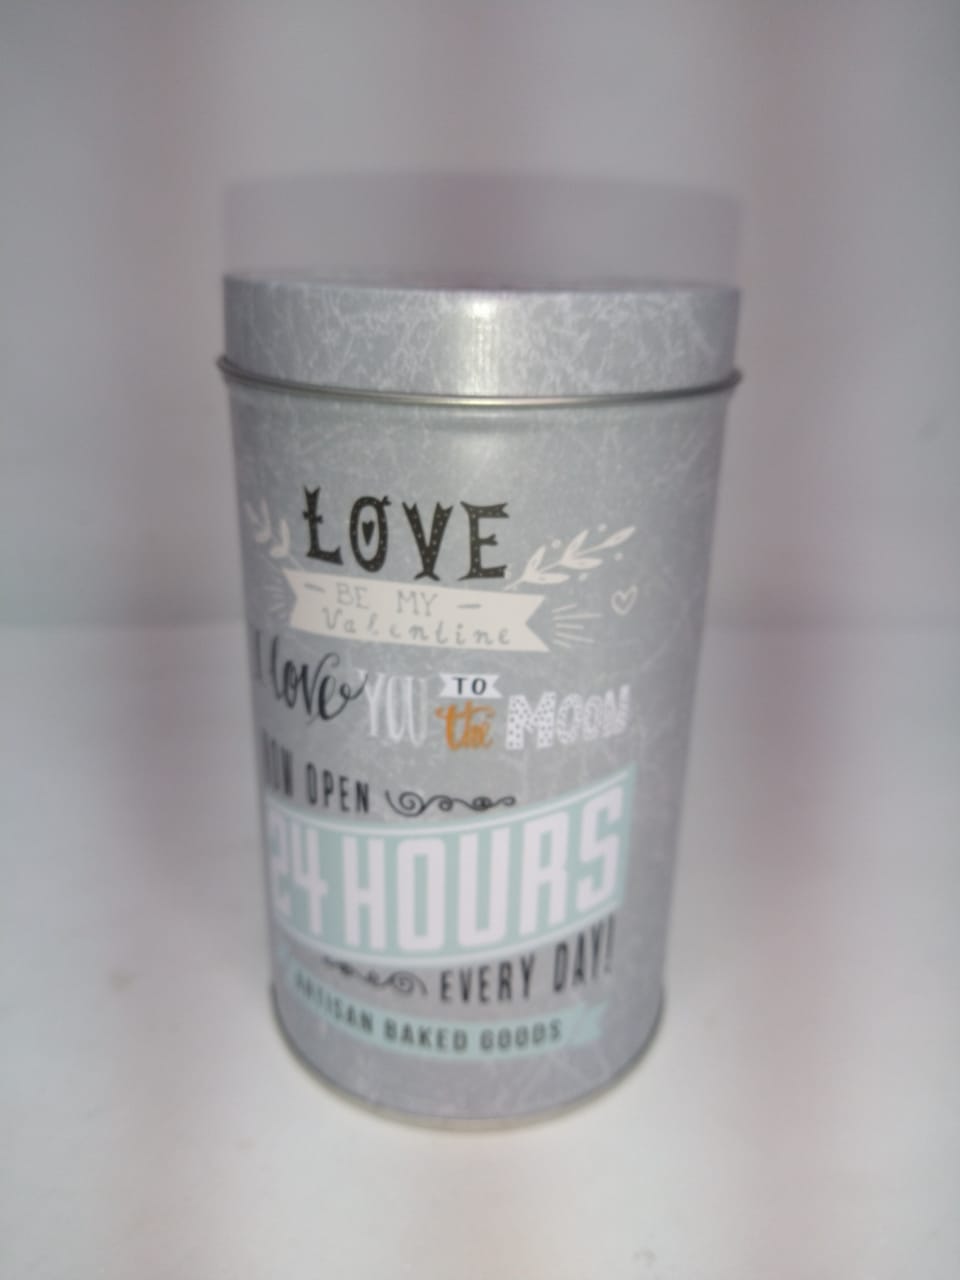 LOVE
- BE MY -
Valentine
I love YOU TO the MOON
NOW OPEN
24 HOURS
EVERY DAY!
ARTISAN BAKED GOODS